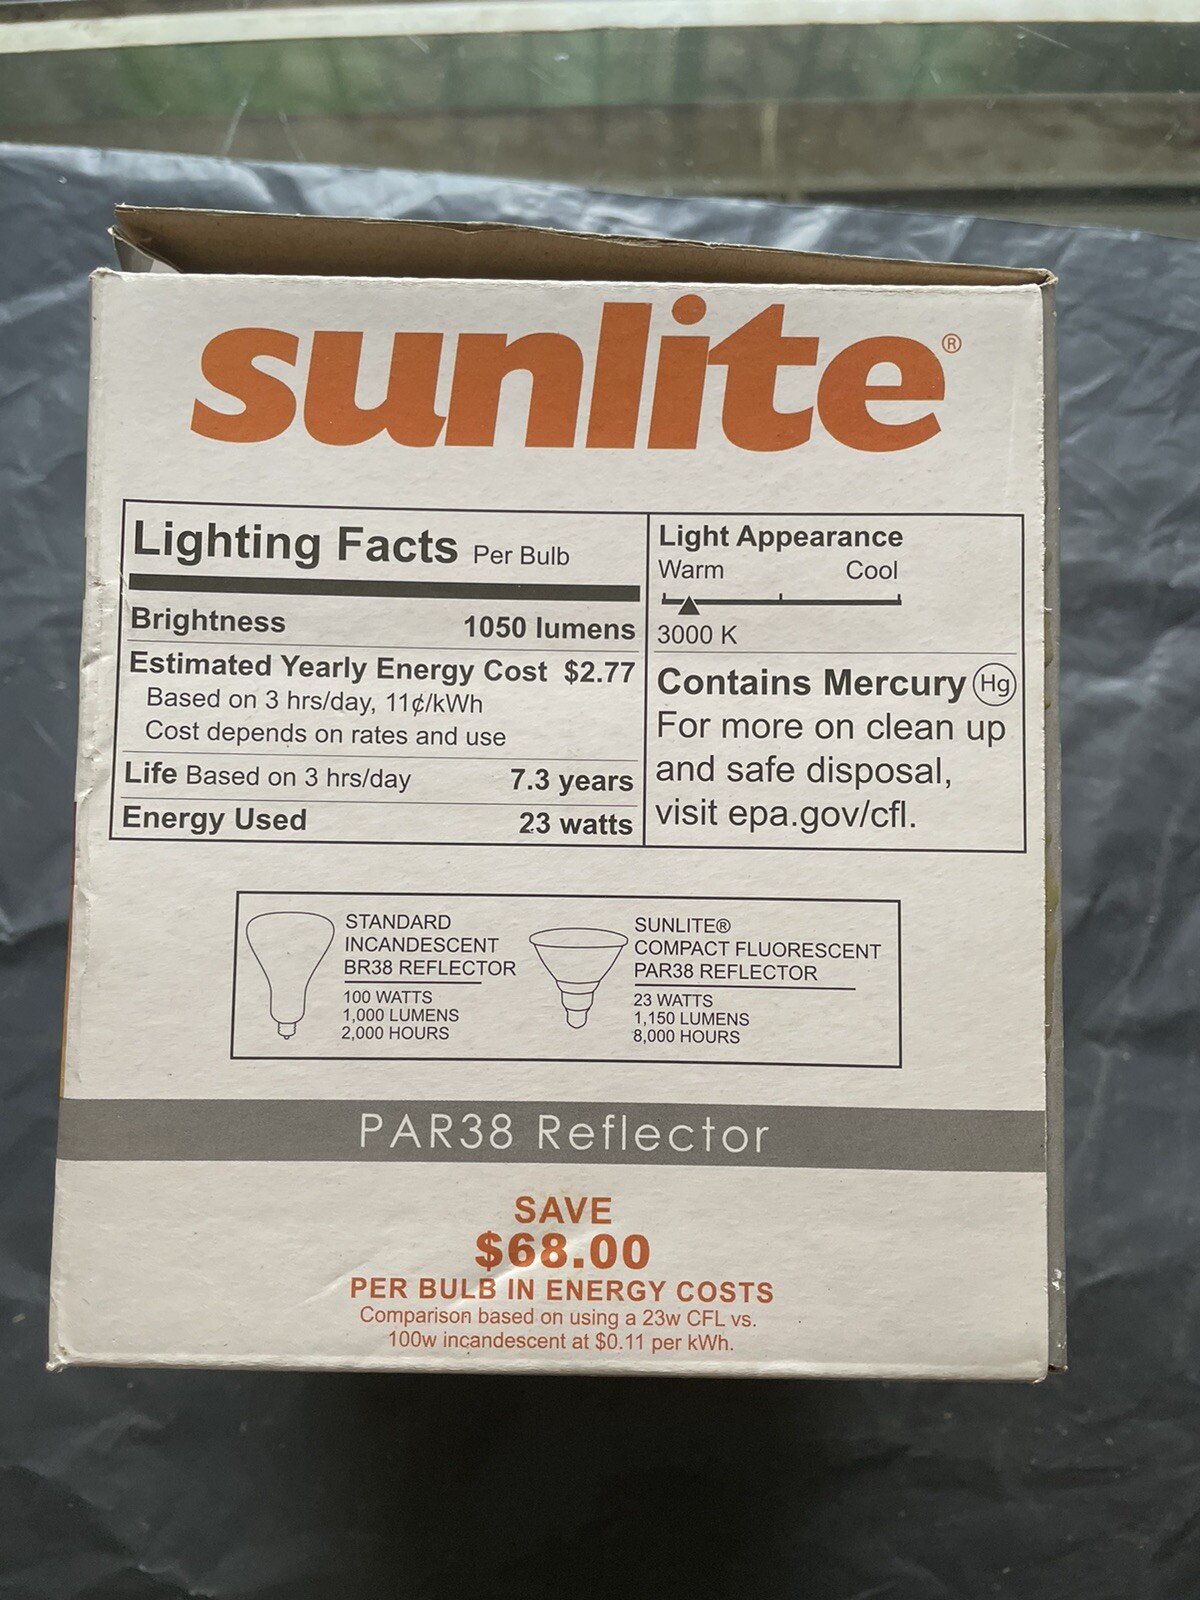 sunlite®
Lighting Facts Per Bulb
Brightness 1050 lumens
Estimated Yearly Energy Cost $2.77
Based on 3 hrs/day, 11¢/kWh
Cost depends on rates and use
Life Based on 3 hrs/day 7.3 years
Energy Used 23 watts
Light Appearance
Warm Cool
3000 K
Contains Mercury Hg
For more on clean up
and safe disposal,
visit epa.gov/cfl.
STANDARD
INCANDESCENT
BR38 REFLECTOR
100 WATTS
1,000 LUMENS
2,000 HOURS
SUNLITE®
COMPACT FLUORESCENT
PAR38 REFLECTOR
23 WATTS
1,150 LUMENS
8,000 HOURS
PAR38 Reflector
SAVE
$68.00
PER BULB IN ENERGY COSTS
Comparison based on using a 23w CFL vs.
100w incandescent at $0.11 per kWh.